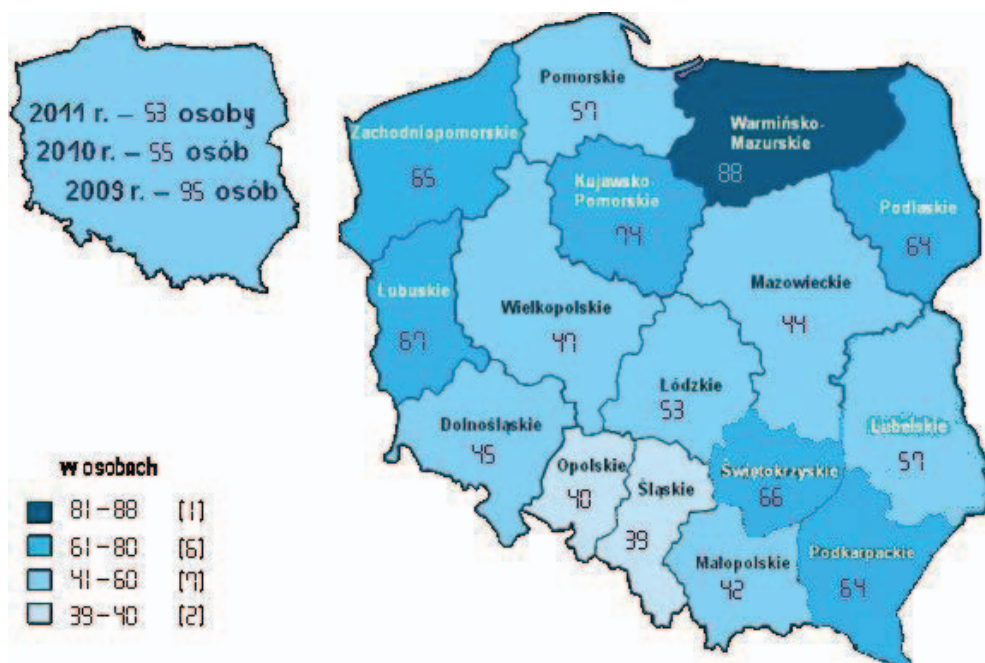 2011 r. – 53 osoby
2010 r. – 55 osób
2009 r. – 95 osób
Pomorskie
57
Zachodniopomorskie
65
Warmińsko-
Mazurskie
88
Kujawsko
Pomorskie
74
Podlaskie
64
Lubuskie
67
Wielkopolskie
47
Mazowieckie
44
Łódzkie
53
Dolnośląskie
45
Opolskie
40
Śląskie
39
Świętokrzyskie
66
Lubelskie
57
Małopolskie
42
Podkarpackie
64
w osobach
81–88 [1]
61–80 [6]
41–60 [7]
39–40 [2]